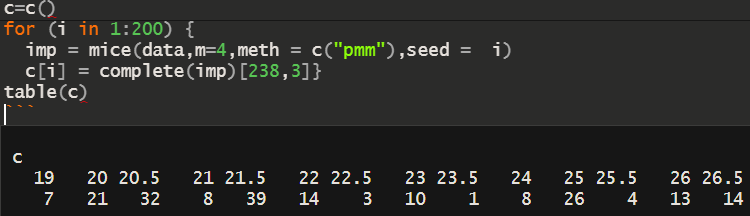 c=c()
for (i in 1:200) {
imp = mice(data,m=4,meth = c("pmm"),seed =  i)
c[i] = complete(imp)[238,3]}
table(c)
```
c
19 20 20.5 21 21.5 22 22.5 23 23.5 24 25 25.5 26 26.5
7 21 32 8 39 14 3 10 1 8 26 4 13 14